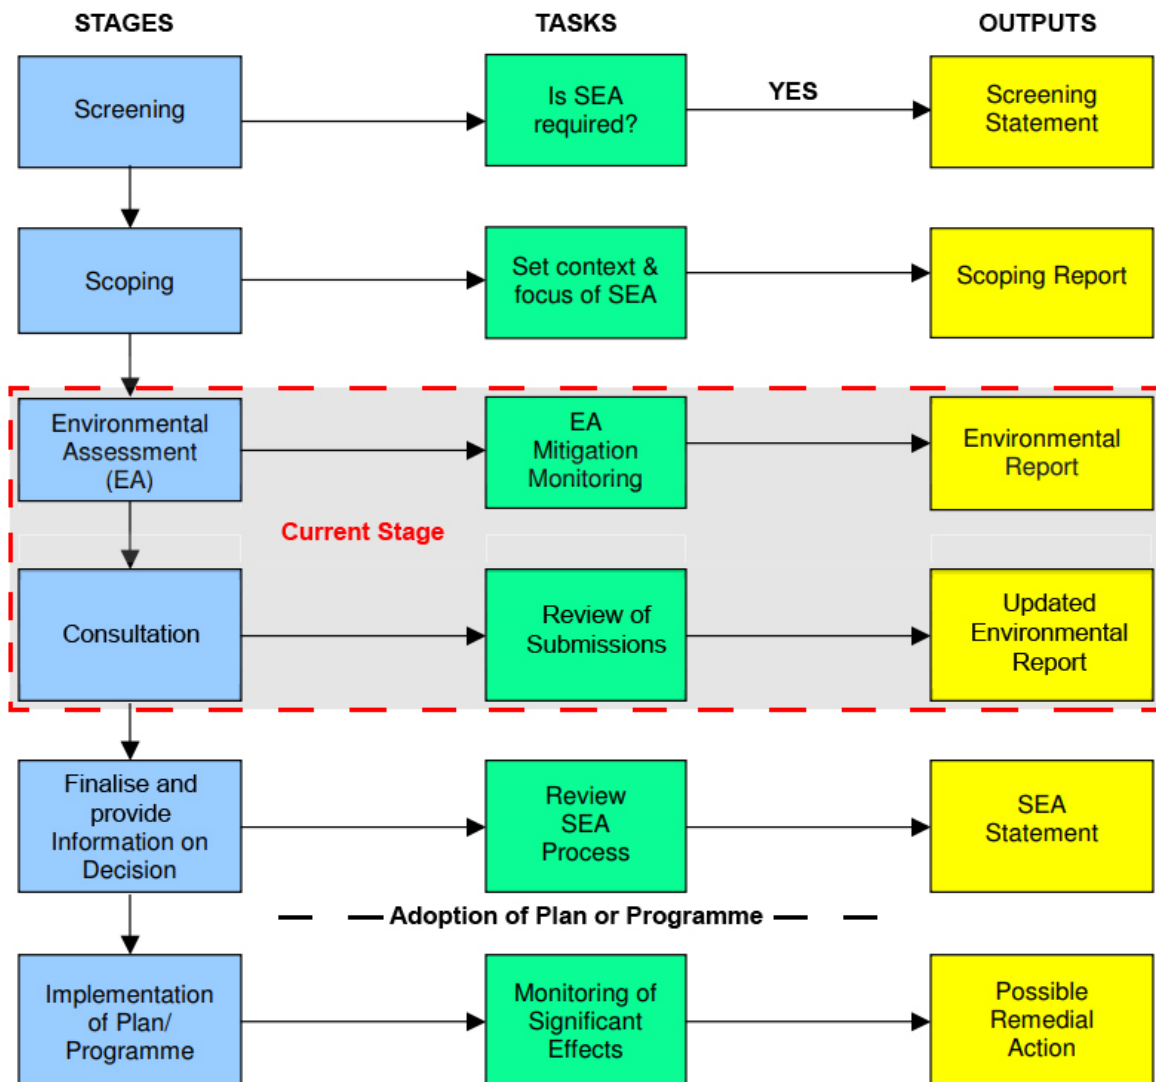 STAGES
TASKS
OUTPUTS
Screening
Is SEA
required?
YES
Screening
Statement
Scoping
Set context &
focus of SEA
Scoping Report
Environmental
Assessment
(EA)
EA
Mitigation
Monitoring
Environmental
Report
Current Stage
Consultation
Review of
Submissions
Updated
Environmental
Report
Finalise and
provide
Information on
Decision
Review
SEA
Process
SEA
Statement
Adoption of Plan or Programme
Implementation
of Plan/
Programme
Monitoring of
Significant
Effects
Possible
Remedial
Action